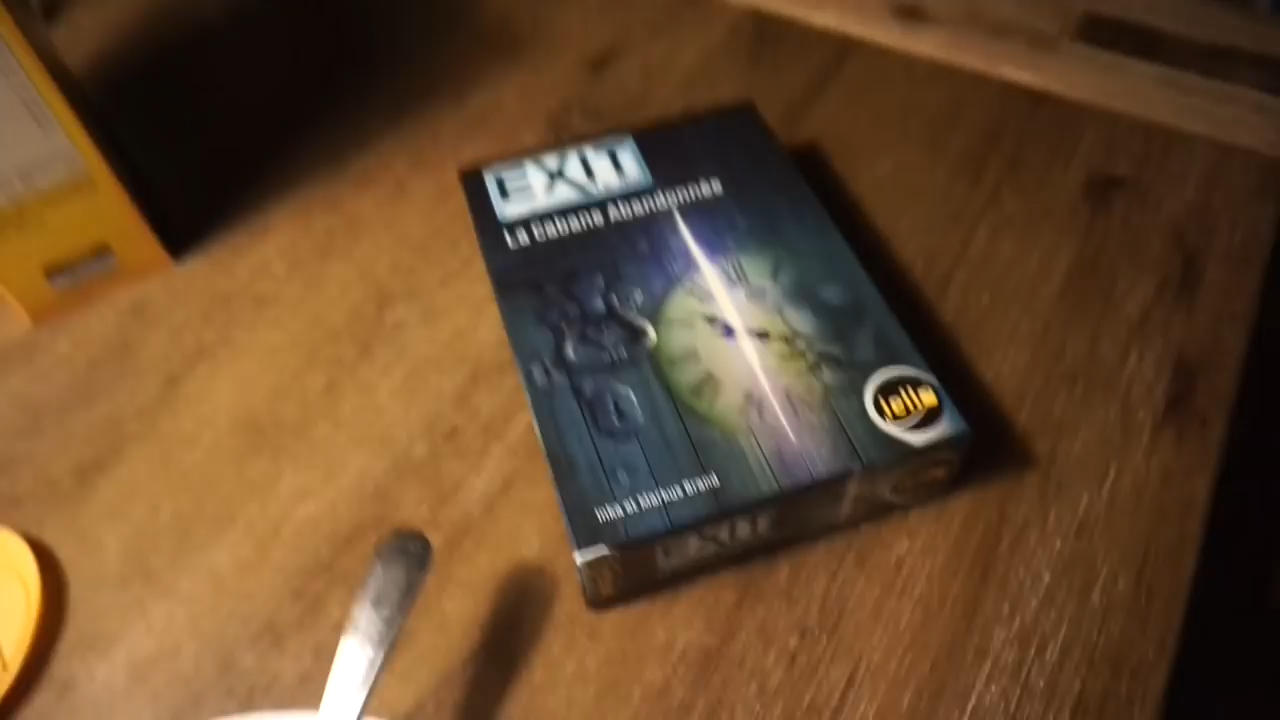 EXIT
La Cabane Abandonnée
iello
Inka et Markus Brand
EXIT